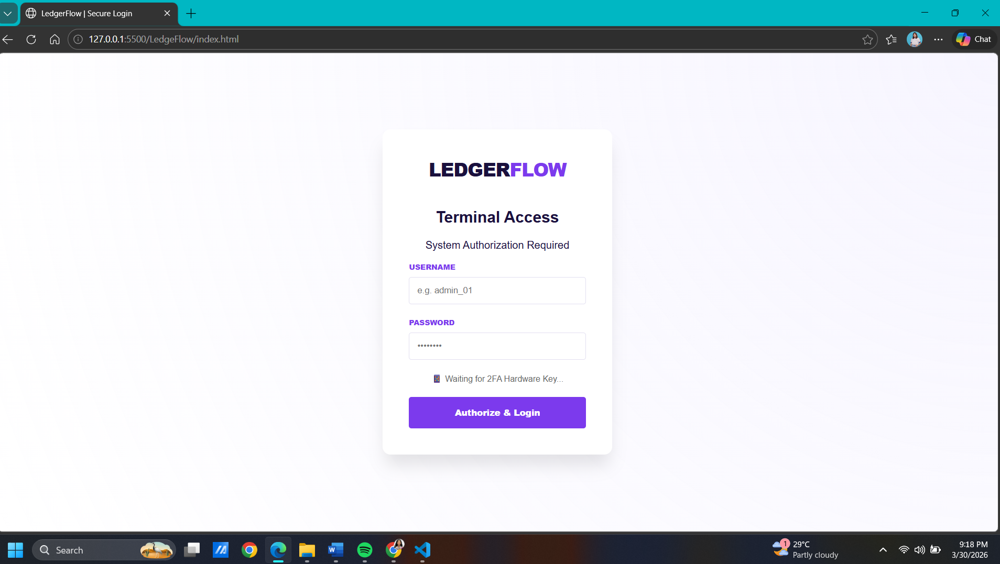 LedgerFlow | Secure Login
127.0.0.1:5500/LedgeFlow/index.html
Chat
LEDGERFLOW
Terminal Access
System Authorization Required
USERNAME
e.g. admin_01
PASSWORD
••••••••
Waiting for 2FA Hardware Key...
Authorize & Login
Search
1
29°C
Partly cloudy
9:18 PM
3/30/2026